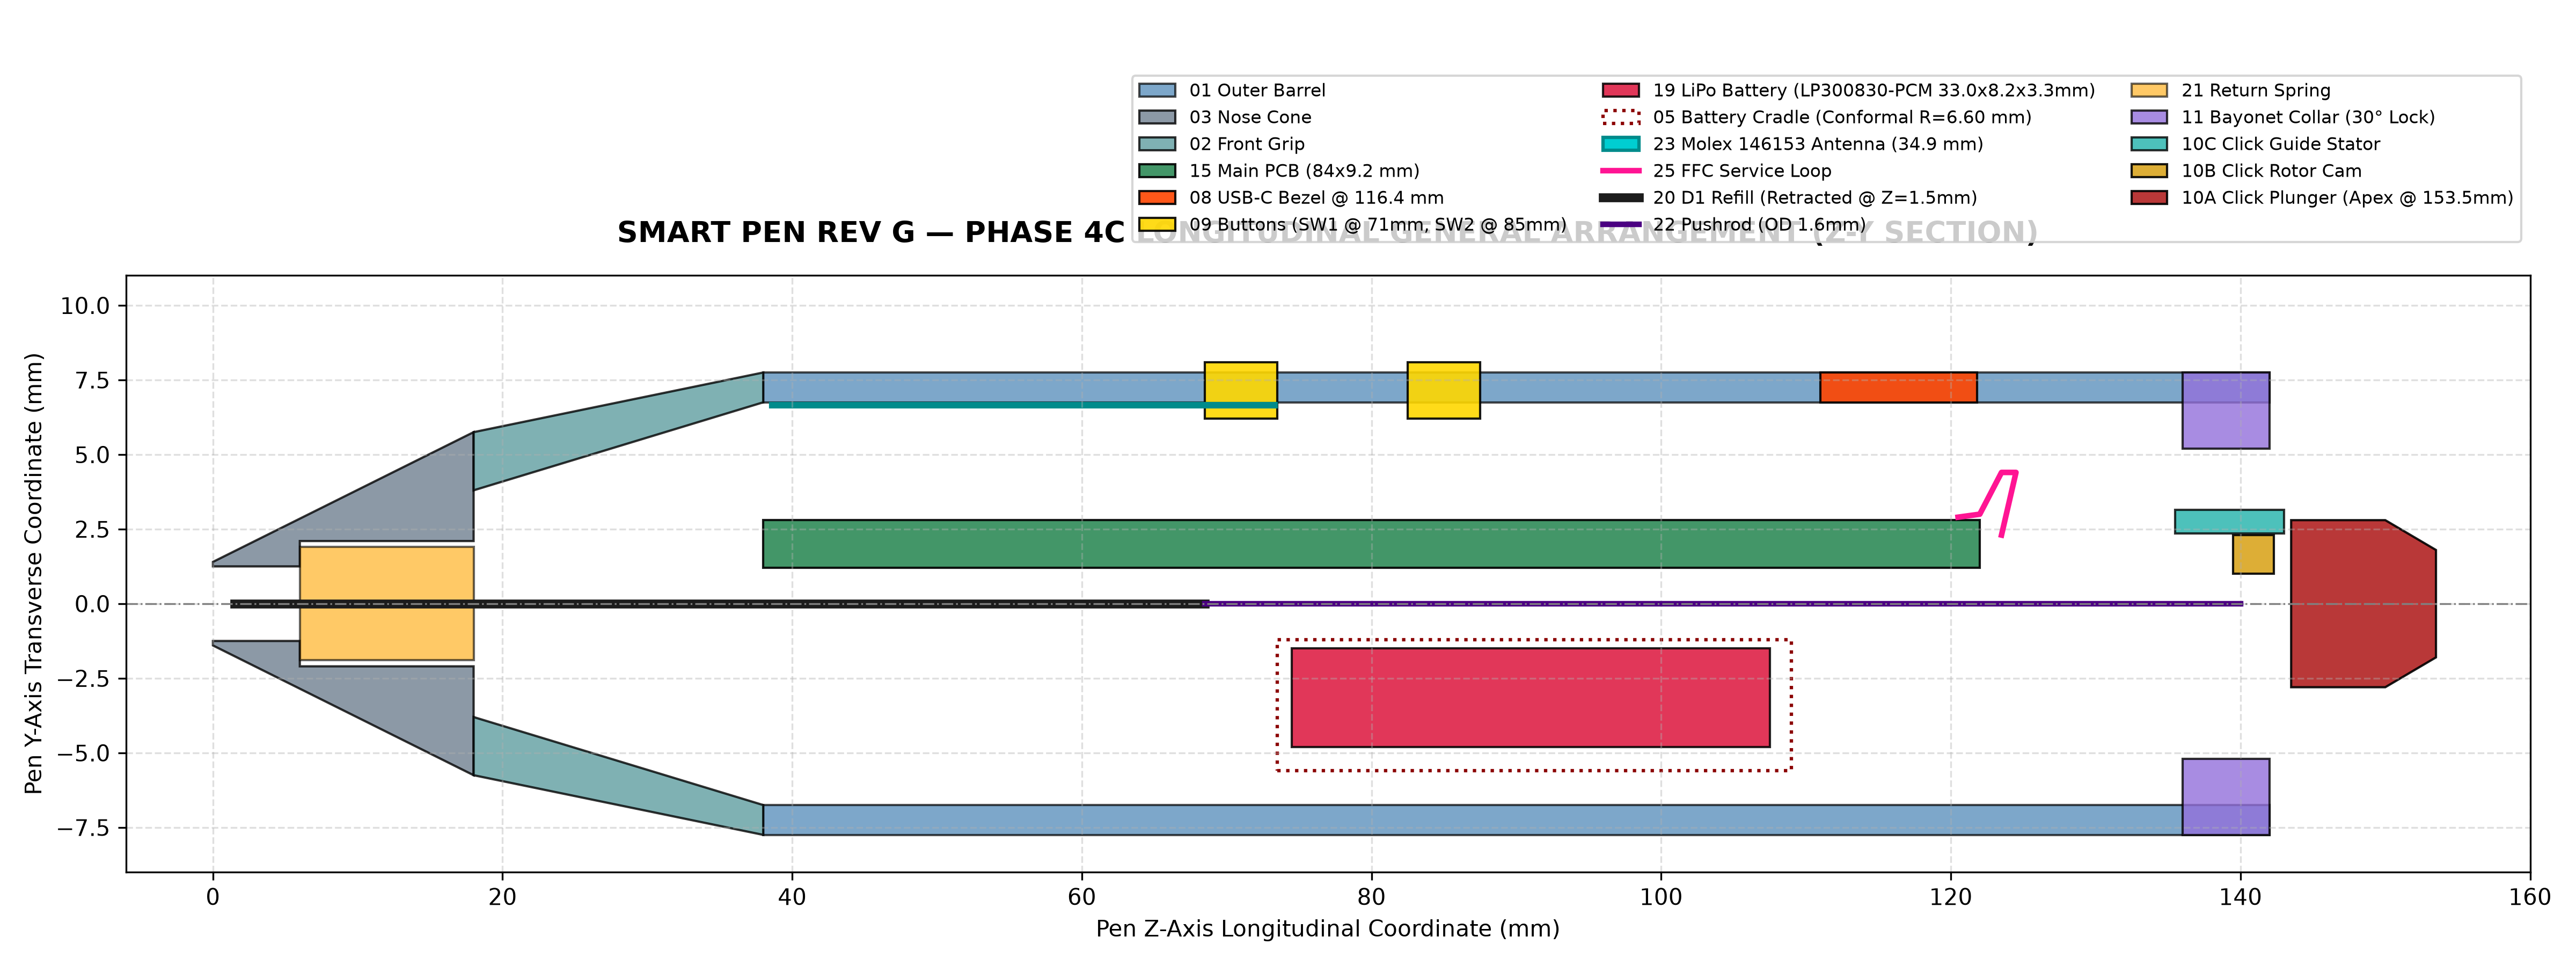 01 Outer Barrel
03 Nose Cone
02 Front Grip
15 Main PCB (84x9.2 mm)
08 USB-C Bezel @ 116.4 mm
09 Buttons (SW1 @ 71mm, SW2 @ 85mm)
19 LiPo Battery (LP300830-PCM 33.0x8.2x3.3mm)
05 Battery Cradle (Conformal R=6.60 mm)
23 Molex 146153 Antenna (34.9 mm)
25 FFC Service Loop
20 D1 Refill (Retracted @ Z=1.5mm)
22 Pushrod (OD 1.6mm)
21 Return Spring
11 Bayonet Collar (30° Lock)
10C Click Guide Stator
10B Click Rotor Cam
10A Click Plunger (Apex @ 153.5mm)
SMART PEN REV G — PHASE 4C LONGITUDINAL GENERAL ARRANGEMENT (Z-Y SECTION)
Pen Y-Axis Transverse Coordinate (mm)
10.0
7.5
5.0
2.5
0.0
−2.5
−5.0
−7.5
0 20 40 60 80 100 120 140 160
Pen Z-Axis Longitudinal Coordinate (mm)